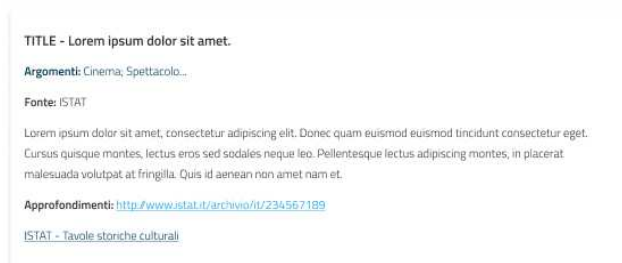 TITLE - Lorem ipsum dolor sit amet.
Argomenti: Cinema; Spettacolo...
Fonte: ISTAT
Lorem ipsum dolor sit amet, consectetur adipiscing elit. Donec quam euismod euismod tincidunt consectetur eget.
Cursus quisque montes, lectus eros sed sodales neque leo. Pellentesque lectus adipiscing montes, in placerat
malesuada volutpat at fringilla. Quis id aenean non amet nam et.
Approfondimenti: http://www.istat.it/archivio/it/234567189
ISTAT - Tavole storiche culturali